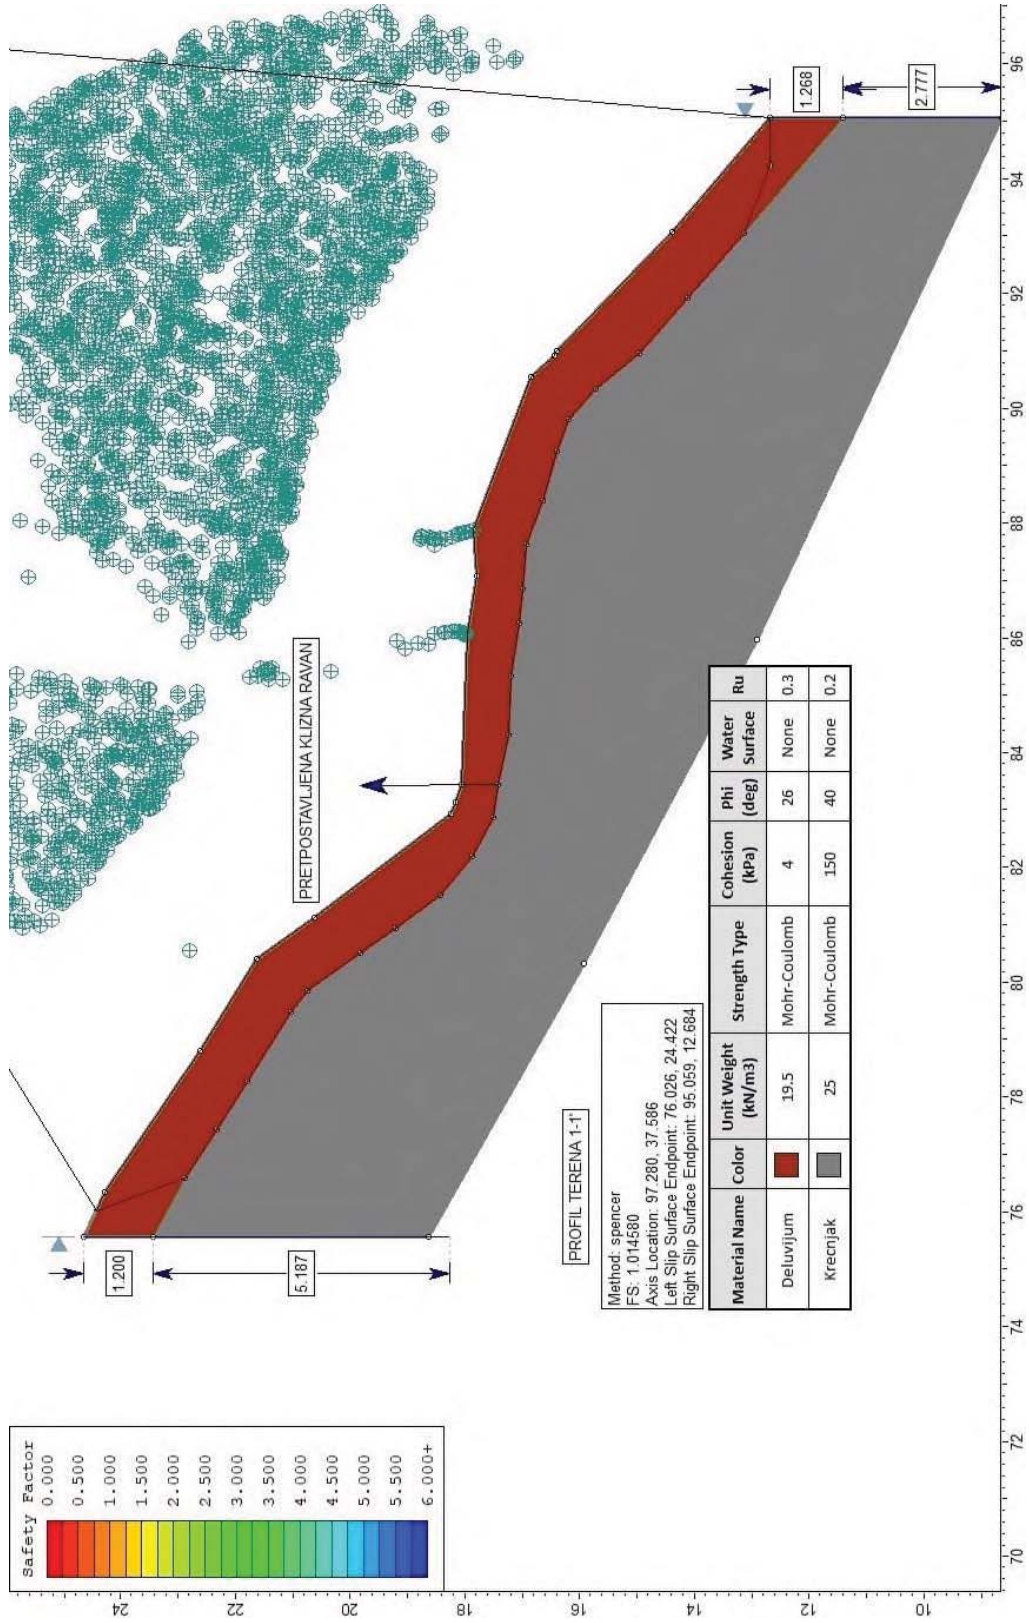 Safety Factor
0.000
0.500
1.000
1.500
2.000
2.500
3.000
3.500
4.000
4.500
5.000
5.500
6.000+
1.200
5.187
PRETPOSTAVLJENA KLIZNA RAVAN
1.268
2.777
PROFIL TERENA 1-1'
Method: spencer
FS: 1.014580
Axis Location: 97.280, 37.586
Left Slip Surface Endpoint: 76.026, 24.422
Right Slip Surface Endpoint: 95.059, 12.684
Material Name Color Unit Weight (kN/m3) Strength Type Cohesion (kPa) Phi (deg) Water Surface Ru
Deluvijum 19.5 Mohr-Coulomb 4 26 None 0.3
Krecnjak 25 Mohr-Coulomb 150 40 None 0.2
24
22
20
18
16
14
12
10
70 72 74 76 78 80 82 84 86 88 90 92 94 96